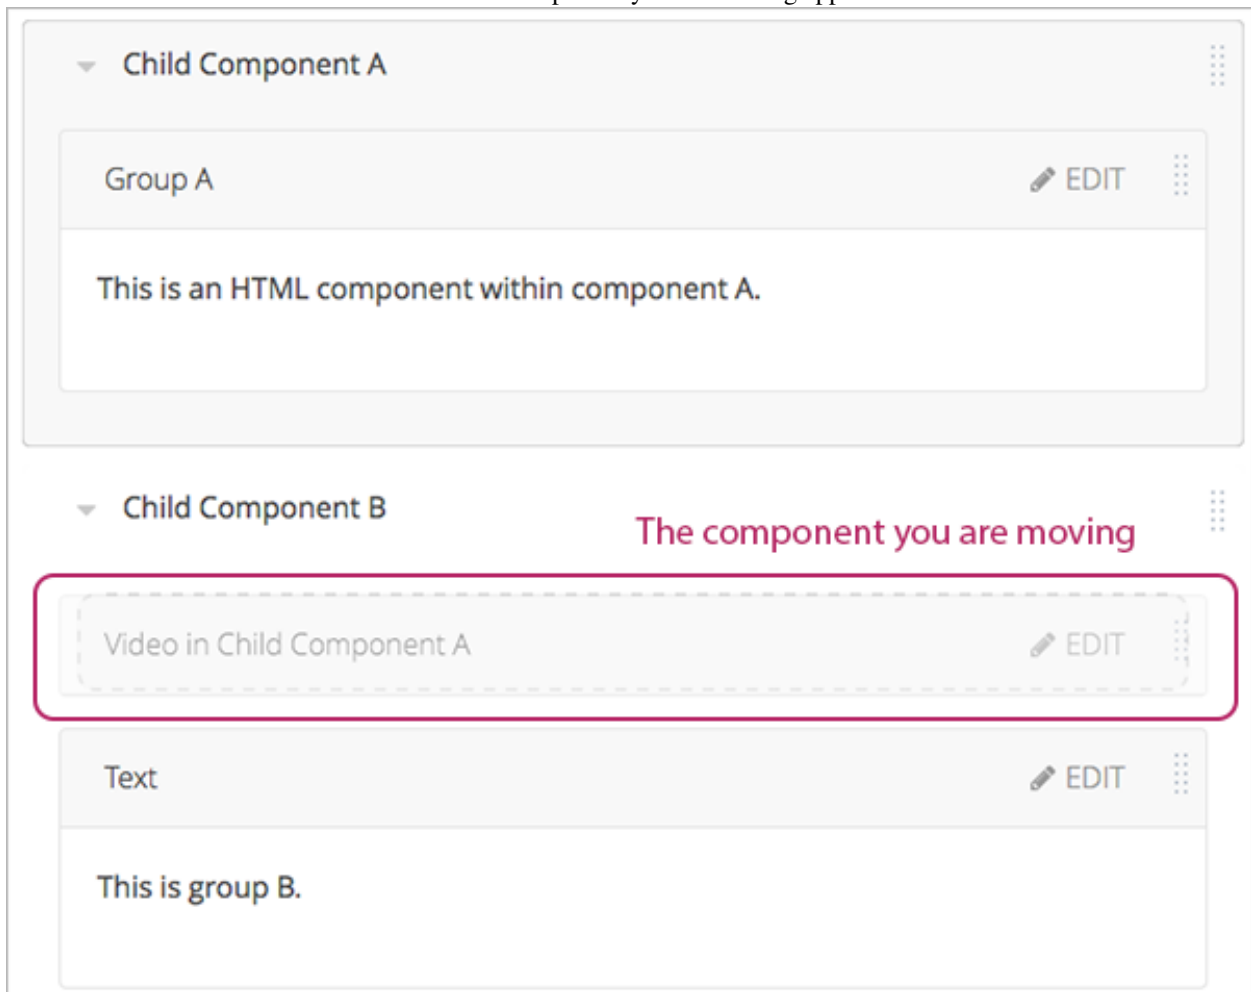 Child Component A
Group A EDIT
This is an HTML component within component A.
Child Component B
The component you are moving
Video in Child Component A EDIT
Text EDIT
This is group B.